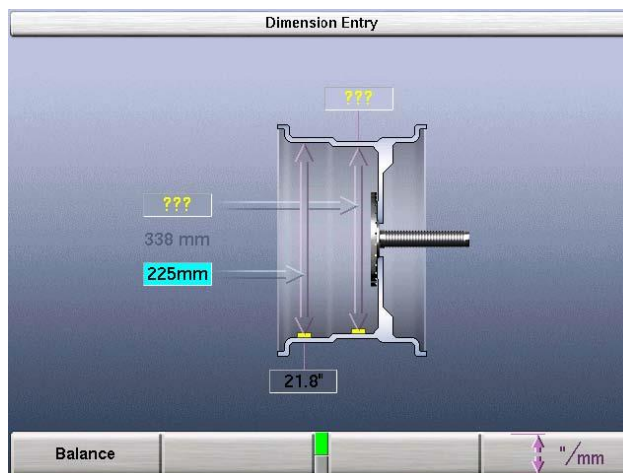 Dimension Entry
???
???
338 mm
225mm
21.8"
Balance
"/mm